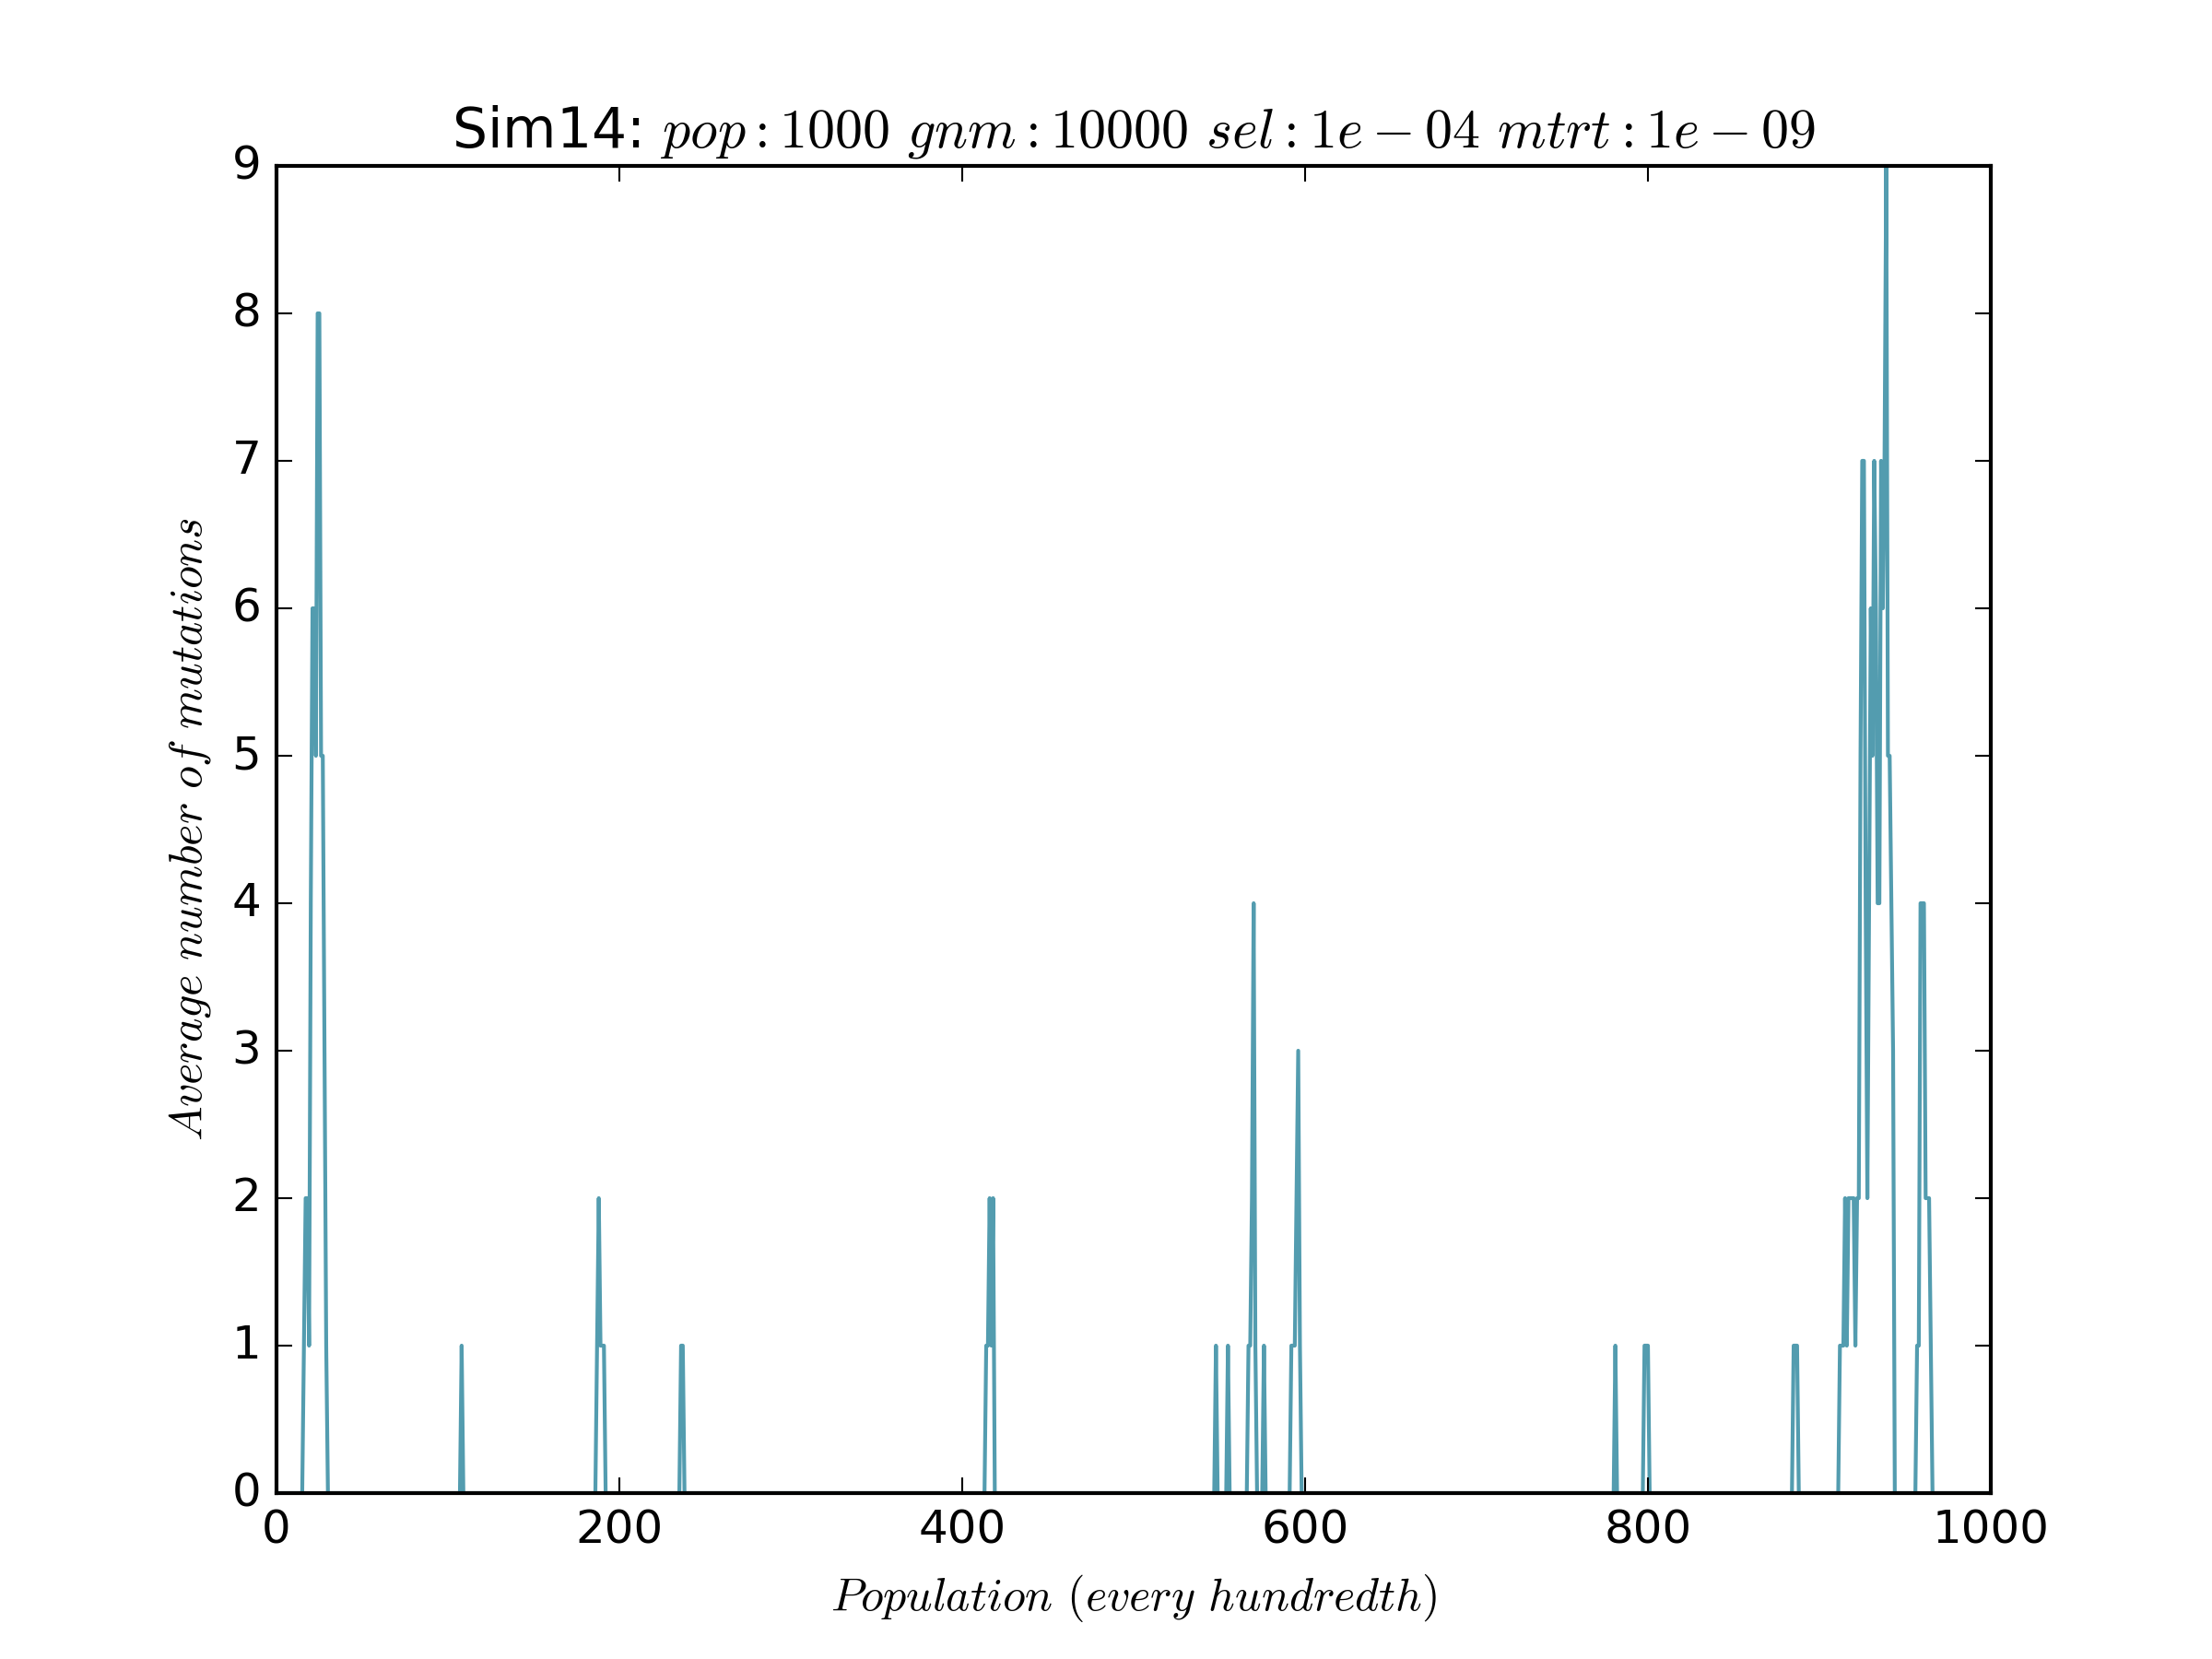 Sim14: pop : 1000 gnm : 10000 sel : 1e − 04 mtrt : 1e − 09
9
8
7
6
5
4
3
2
1
0
Average number of mutations
0 200 400 600 800 1000
Population (every hundredth)